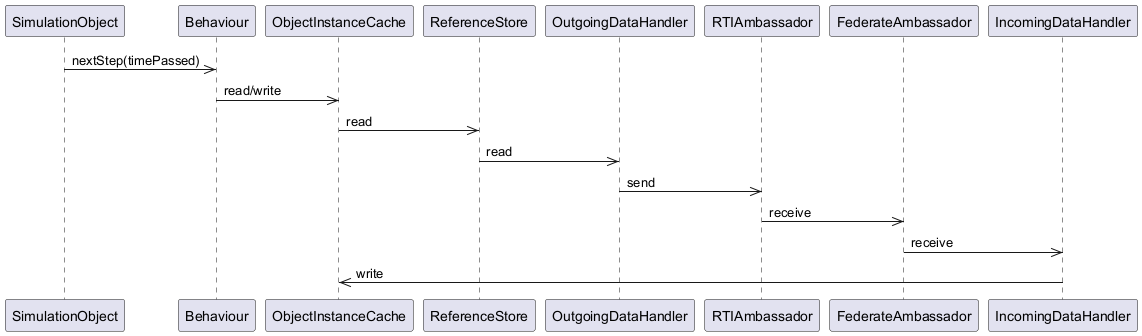 SimulationObject Behaviour ObjectInstanceCache ReferenceStore OutgoingDataHandler RTIAmbassador FederateAmbassador IncomingDataHandler
nextStep(timePassed)
read/write
read
read
send
receive
receive
write
SimulationObject Behaviour ObjectInstanceCache ReferenceStore OutgoingDataHandler RTIAmbassador FederateAmbassador IncomingDataHandler